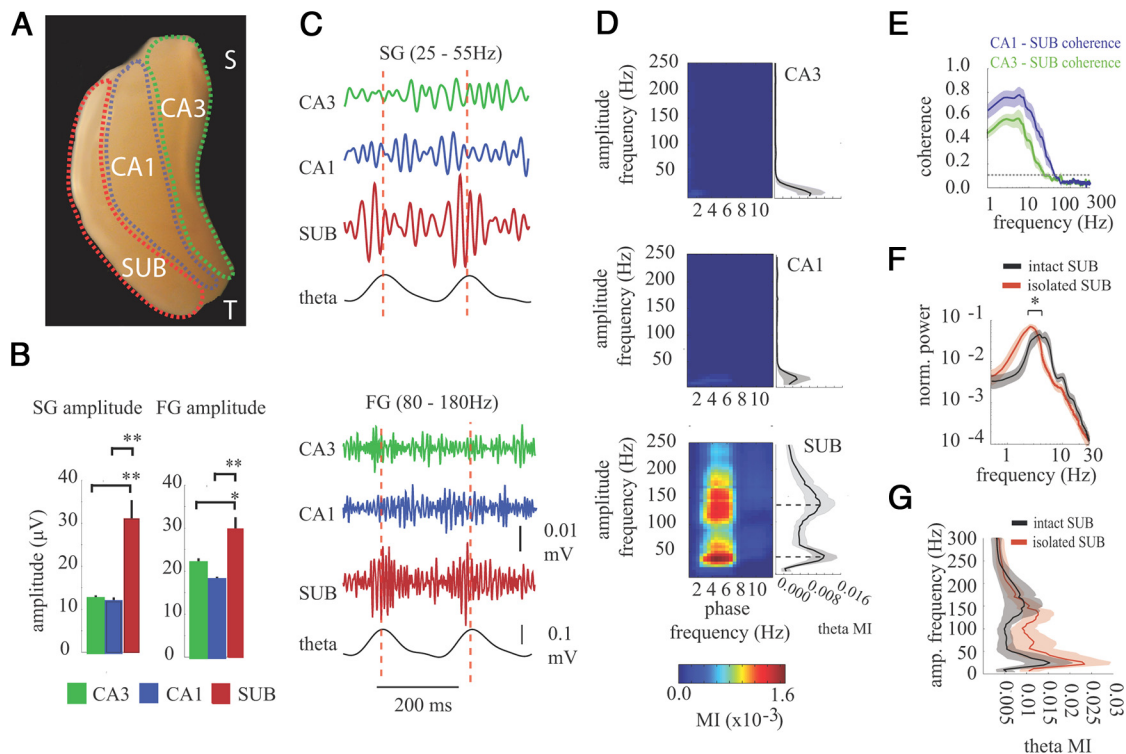 A
S
CA3
CA1
SUB
T
B
SG amplitude
FG amplitude
**
**
**
*
40
30
20
10
0
40
30
20
10
0
amplitude (µV)
CA3
CA1
SUB
C
SG (25 - 55Hz)
CA3
CA1
SUB
theta
FG (80 - 180Hz)
CA3
CA1
0.01
mV
SUB
theta
0.1
mV
200 ms
D
CA3
amplitude
frequency (Hz)
250
200
150
100
50
2 4 6 8 10
CA1
amplitude
frequency (Hz)
250
200
150
100
50
2 4 6 8 10
SUB
amplitude
frequency (Hz)
250
200
150
100
50
2 4 6 8 10
phase
frequency (Hz)
0.000
0.008
0.016
theta MI
0.0
1.6
MI (x10-3)
E
CA1 - SUB coherence
CA3 - SUB coherence
coherence
1.0
0.8
0.6
0.4
0.2
0.0
1 10 100 300
frequency (Hz)
F
intact SUB
isolated SUB
*
norm. power
10 -1
10 -2
10 -3
10 -4
1 10 30
frequency (Hz)
G
intact SUB
isolated SUB
amp. frequency (Hz)
300
200
150
100
50
0
0.005
0.01
0.015
0.02
0.025
0.03
theta MI